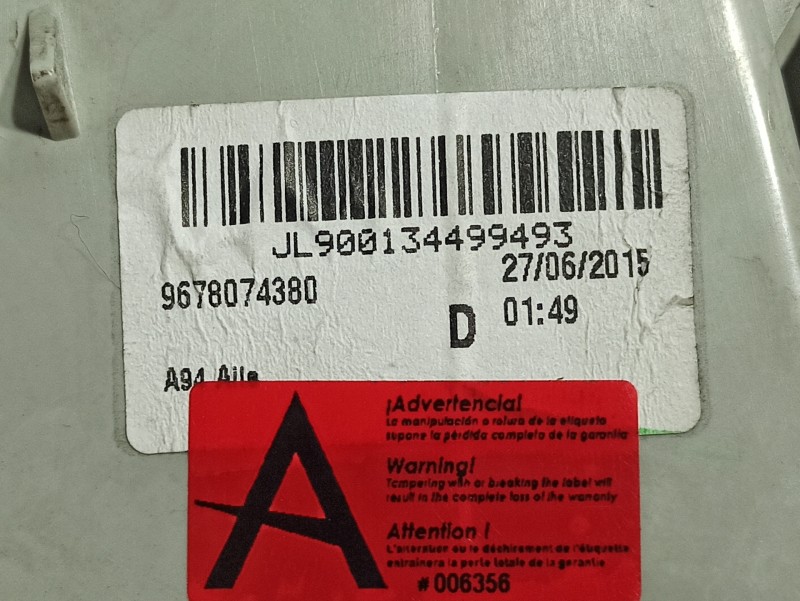 JL900134499493
9678074380
27/06/2015
D
01:49
A94
A
¡Advertencia!
La manipulación o rotura de la etiqueta
supone la pérdida completa de la garantía
Warning!
Tampering with or breaking the label will
result in the complete loss of the warranty
Attention !
L'alteration ou le déchirement de l'étiquette
entraînera la perte totale de la garantie
#006356